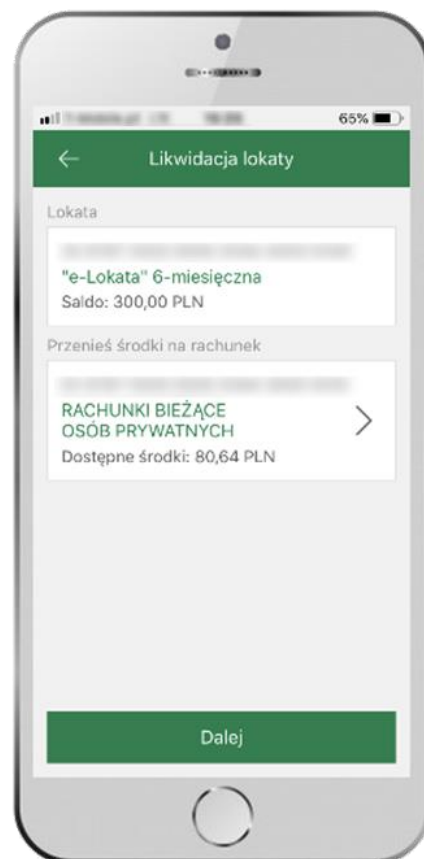 65%
Likwidacja lokaty
Lokata
"e-Lokata" 6-miesięczna
Saldo: 300,00 PLN
Przenieś środki na rachunek
RACHUNKI BIEŻĄCE
OSÓB PRYWATNYCH
Dostępne środki: 80,64 PLN
Dalej